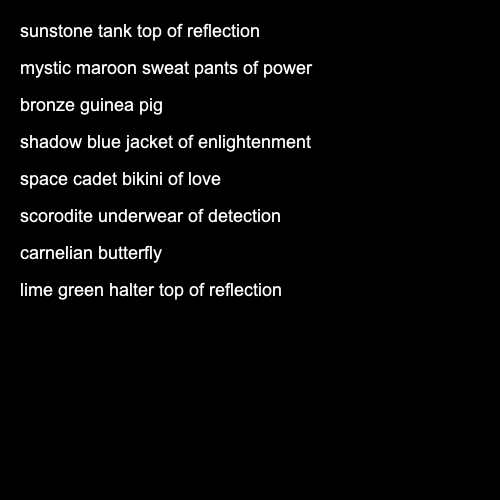 sunstone tank top of reflection
mystic maroon sweat pants of power
bronze guinea pig
shadow blue jacket of enlightenment
space cadet bikini of love
scorodite underwear of detection
carnelian butterfly
lime green halter top of reflection